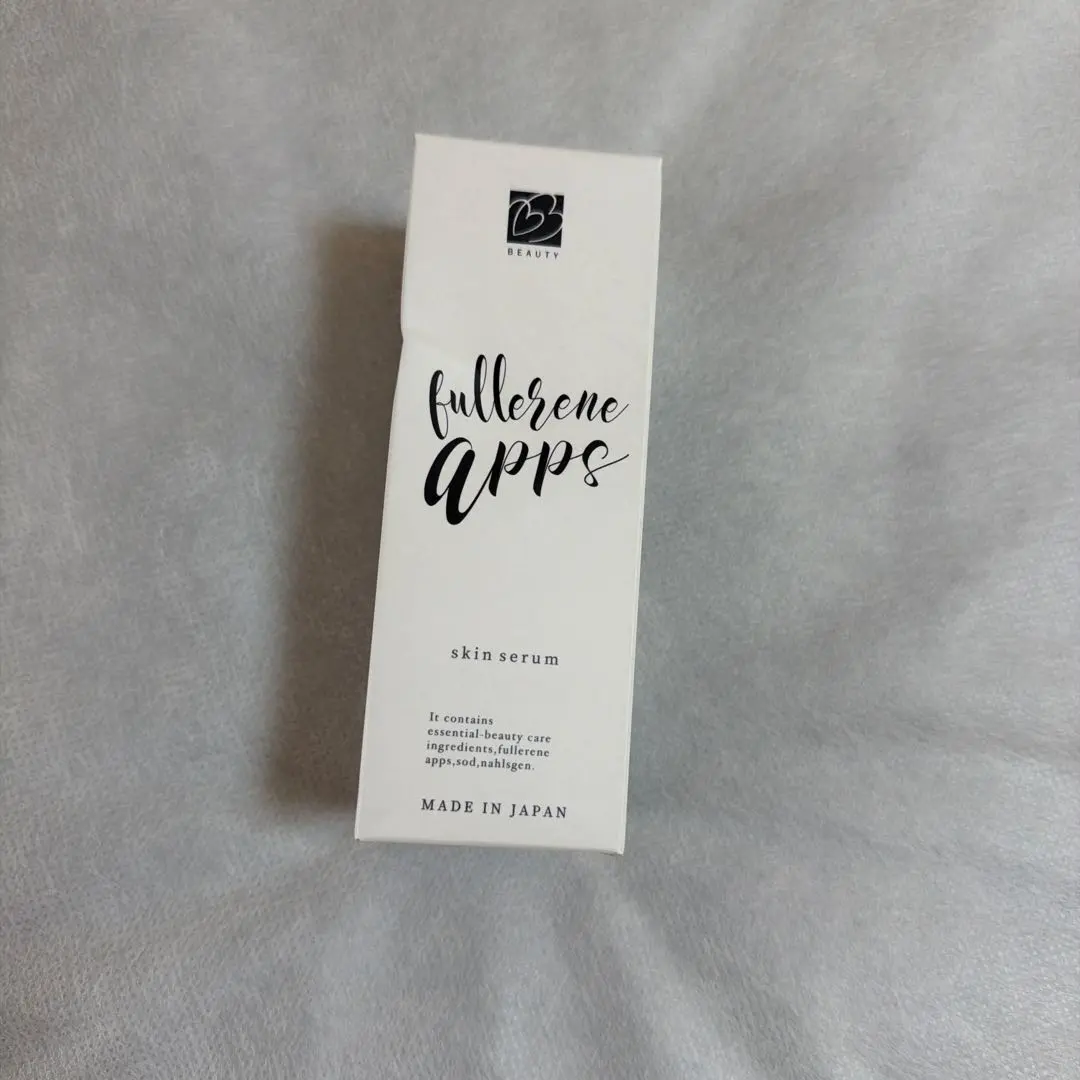 BEAUTY
fullerene
apps
skin serum
It contains
essential-beauty care
ingredients,fullerene
apps,sod,nahlsgen.
MADE IN JAPAN